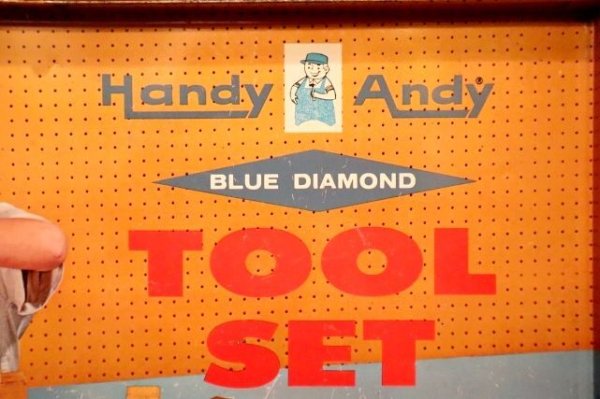 Handy Andy®
BLUE DIAMOND
TOOL
SET